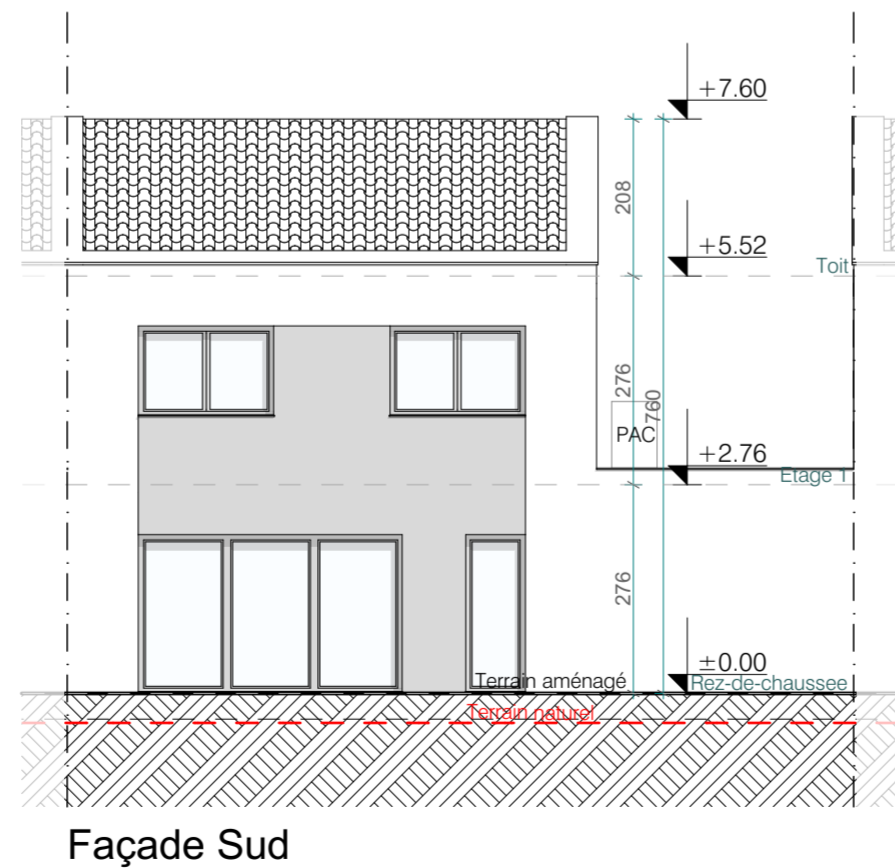 +7.60
208
+5.52
Toit
276
760
PAC
+2.76
Etage 1
276
±0.00
Terrain aménagé
Rez-de-chaussee
Terrain naturel
Façade Sud